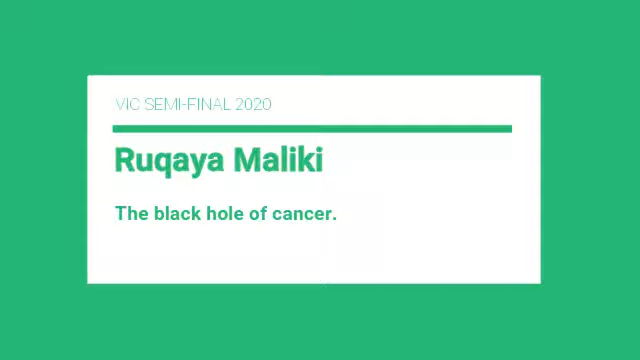 VIC SEMI-FINAL 2020
Ruqaya Maliki
The black hole of cancer.